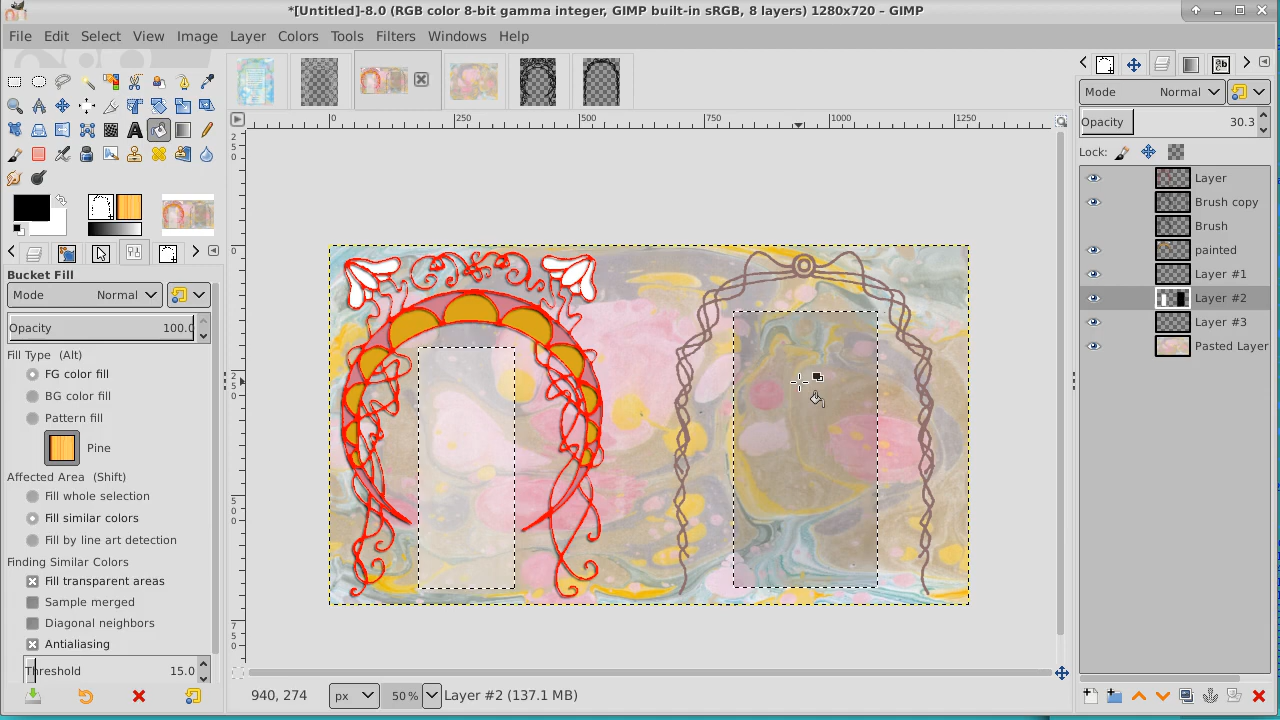 *[Untitled]-8.0 (RGB color 8-bit gamma integer, GIMP built-in sRGB, 8 layers) 1280x720 – GIMP
File Edit Select View Image Layer Colors Tools Filters Windows Help
Mode Normal
Opacity 30.3
Lock:
Layer
Brush copy
Brush
painted
Layer #1
Layer #2
Layer #3
Pasted Layer
0 250 500 750 1000 1250
250
0
250
500
750
Bucket Fill
Mode Normal
Opacity 100.0
Fill Type (Alt)
FG color fill
BG color fill
Pattern fill
Pine
Affected Area (Shift)
Fill whole selection
Fill similar colors
Fill by line art detection
Finding Similar Colors
Fill transparent areas
Sample merged
Diagonal neighbors
Antialiasing
Threshold 15.0
940, 274 px 50 % Layer #2 (137.1 MB)